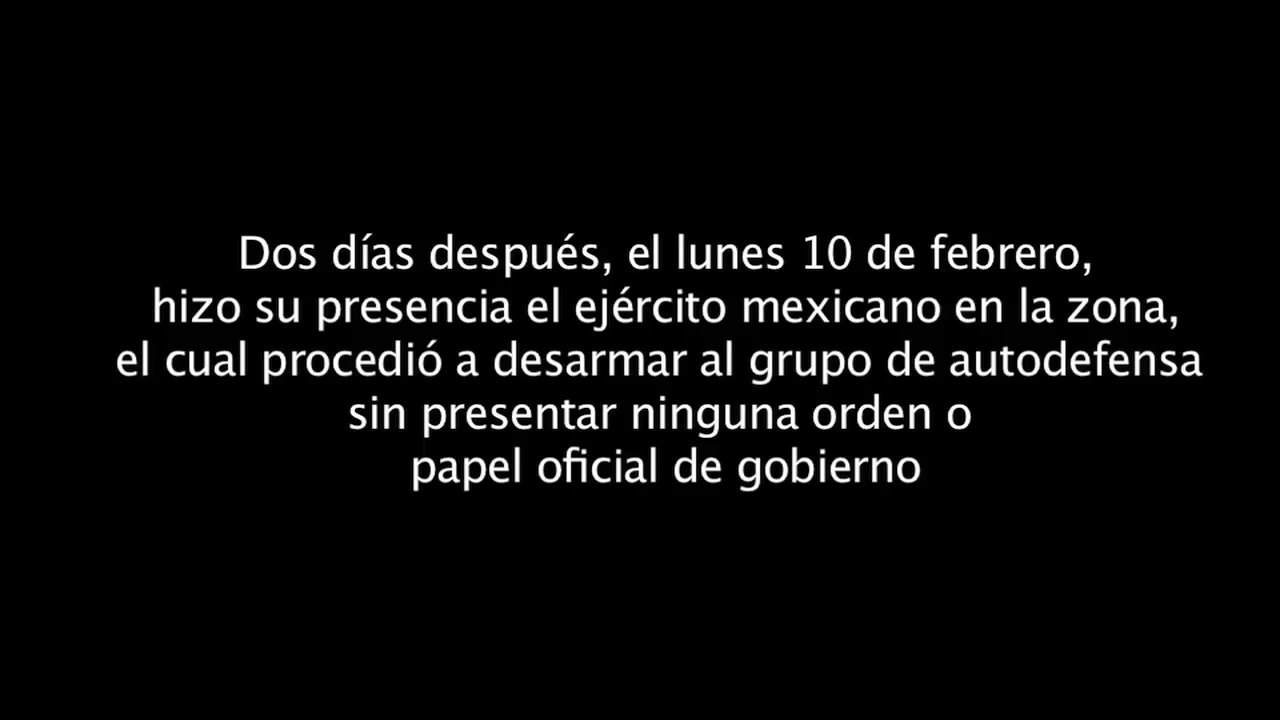 Dos días después, el lunes 10 de febrero,
hizo su presencia el ejército mexicano en la zona,
el cual procedió a desarmar al grupo de autodefensa
sin presentar ninguna orden o
papel oficial de gobierno